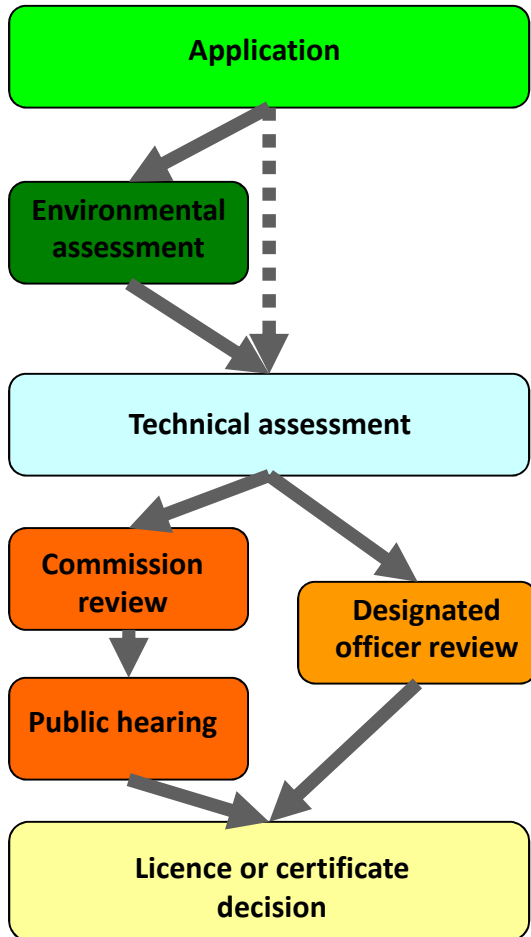 Application
Environmental
assessment
Technical assessment
Commission
review
Designated
officer review
Public hearing
Licence or certificate
decision